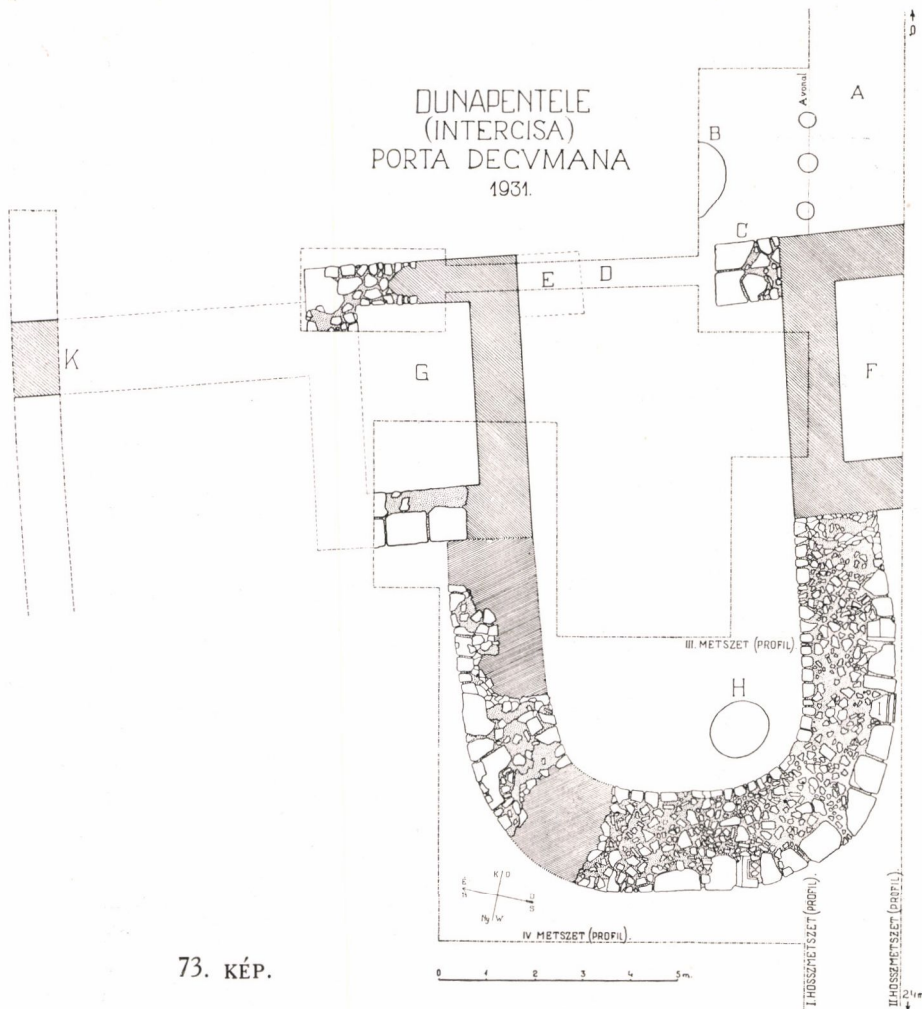 D
A
A vonal
B
DUNAPENTELE
(INTERCISA)
PORTA DECVMANA
1931.
C
E
D
K
G
F
III. METSZET (PROFIL).
H
K/O
É
N
D
S
Ny/W
IV METSZET (PROFIL).
I. HOSSZMETSZET (PROFIL).
II. HOSSZMETSZET (PROFIL).
73. KÉP.
0 1 2 3 4 5 m.
24 m